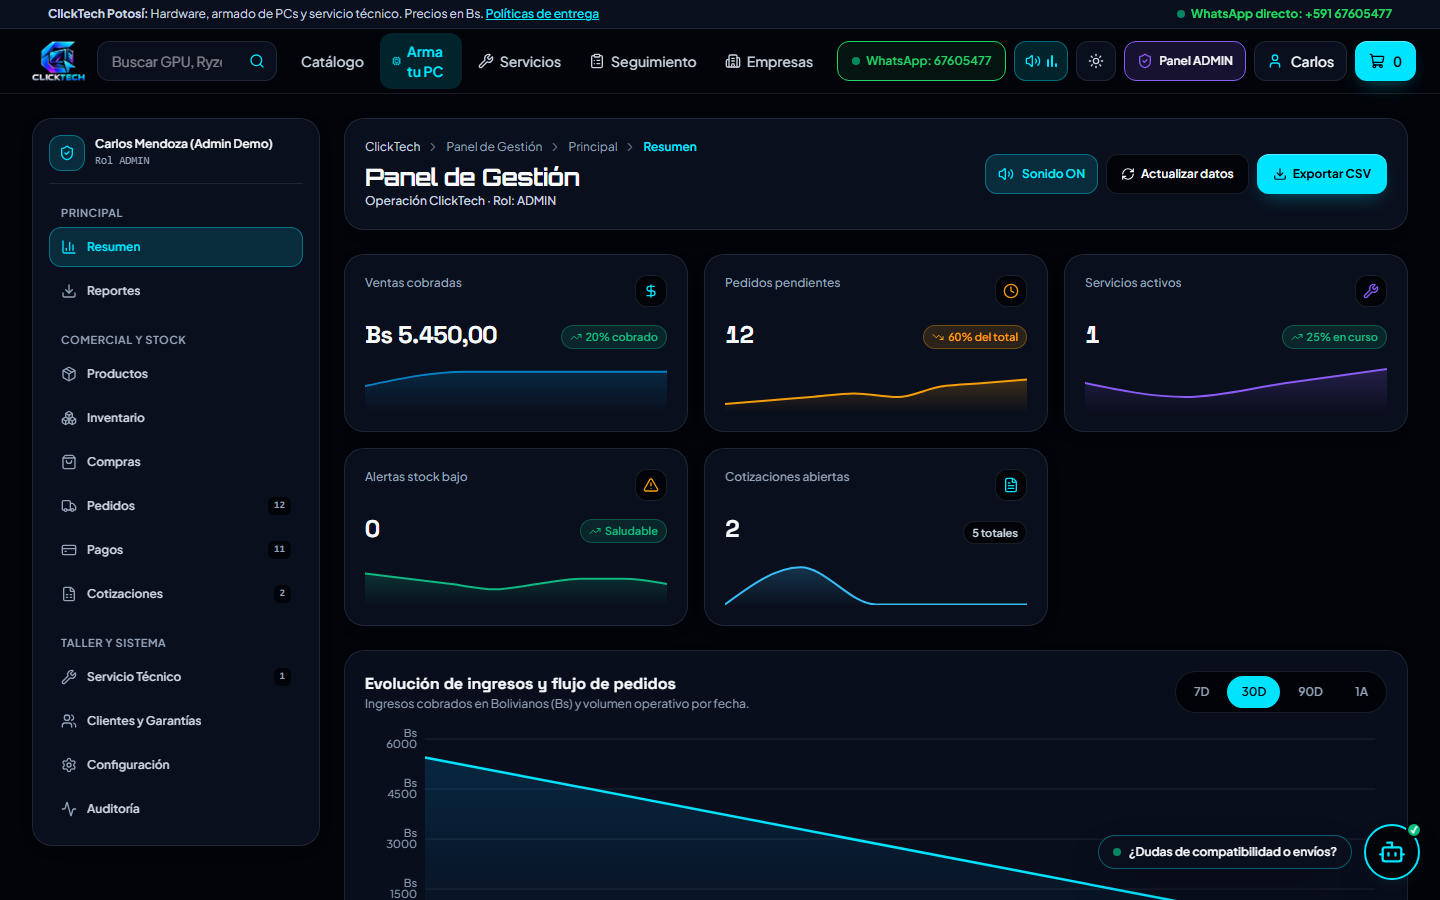 ClickTech Potosí: Hardware, armado de PCs y servicio técnico. Precios en Bs. Políticas de entrega
WhatsApp directo: +591 67605477
CLICKTECH
Buscar GPU, Ryze
Catálogo
Arma
tu PC
Servicios
Seguimiento
Empresas
WhatsApp: 67605477
Panel ADMIN
Carlos
0
Carlos Mendoza (Admin Demo)
Rol ADMIN
PRINCIPAL
Resumen
Reportes
COMERCIAL Y STOCK
Productos
Inventario
Compras
Pedidos 12
Pagos 11
Cotizaciones 2
TALLER Y SISTEMA
Servicio Técnico 1
Clientes y Garantías
Configuración
Auditoría
ClickTech > Panel de Gestión > Principal > Resumen
Panel de Gestión
Operación ClickTech · Rol: ADMIN
Sonido ON
Actualizar datos
Exportar CSV
Ventas cobradas
Bs 5.450,00
20% cobrado
Pedidos pendientes
12
60% del total
Servicios activos
1
25% en curso
Alertas stock bajo
0
Saludable
Cotizaciones abiertas
2
5 totales
Evolución de ingresos y flujo de pedidos
Ingresos cobrados en Bolivianos (Bs) y volumen operativo por fecha.
7D 30D 90D 1A
Bs
6000
Bs
4500
Bs
3000
Bs
1500
¿Dudas de compatibilidad o envíos?